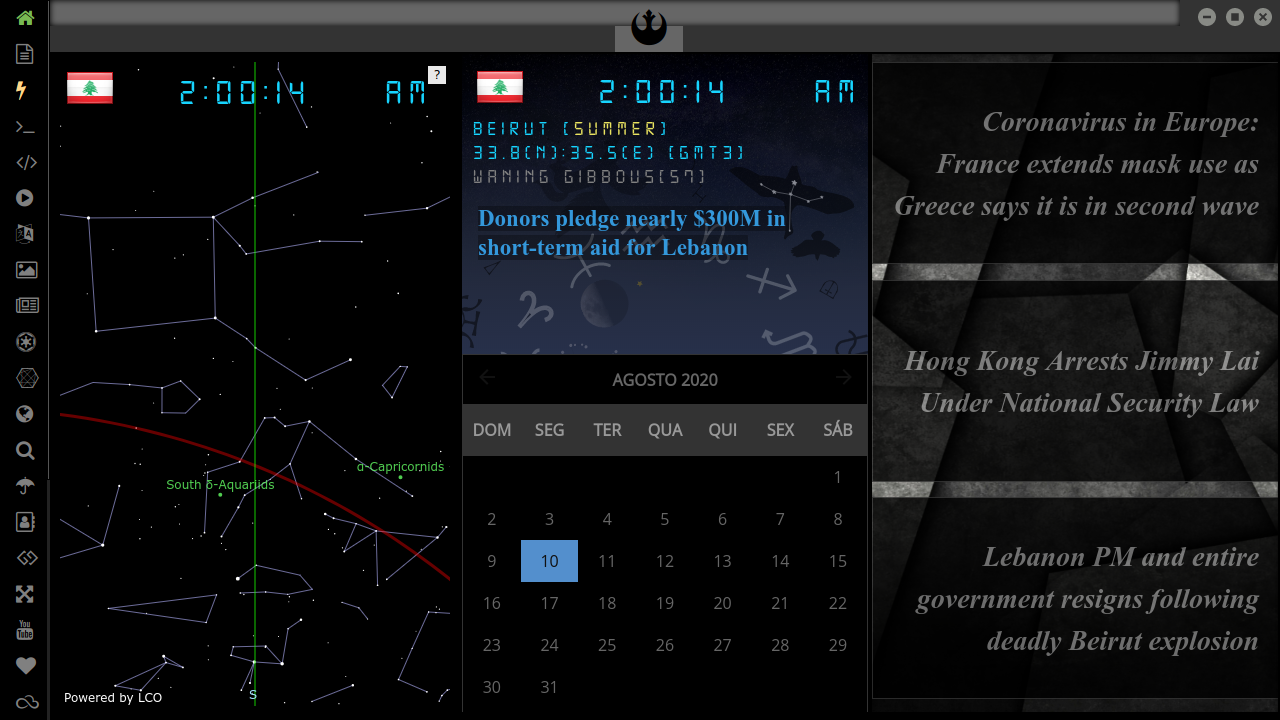 ?
2:00:14 AM
α-Capricornids
South δ-Aquariids
Powered by LCO
S
2:00:14 AM
BEIRUT (SUMMER)
33.8(N):35.5(E) (GMT3)
WANING GIBBOUS(57)
Donors pledge nearly $300M in
short-term aid for Lebanon
AGOSTO 2020
DOM SEG TER QUA QUI SEX SÁB
1
2 3 4 5 6 7 8
9 10 11 12 13 14 15
16 17 18 19 20 21 22
23 24 25 26 27 28 29
30 31
Coronavirus in Europe:
France extends mask use as
Greece says it is in second wave
Hong Kong Arrests Jimmy Lai
Under National Security Law
Lebanon PM and entire
government resigns following
deadly Beirut explosion
You
Tube